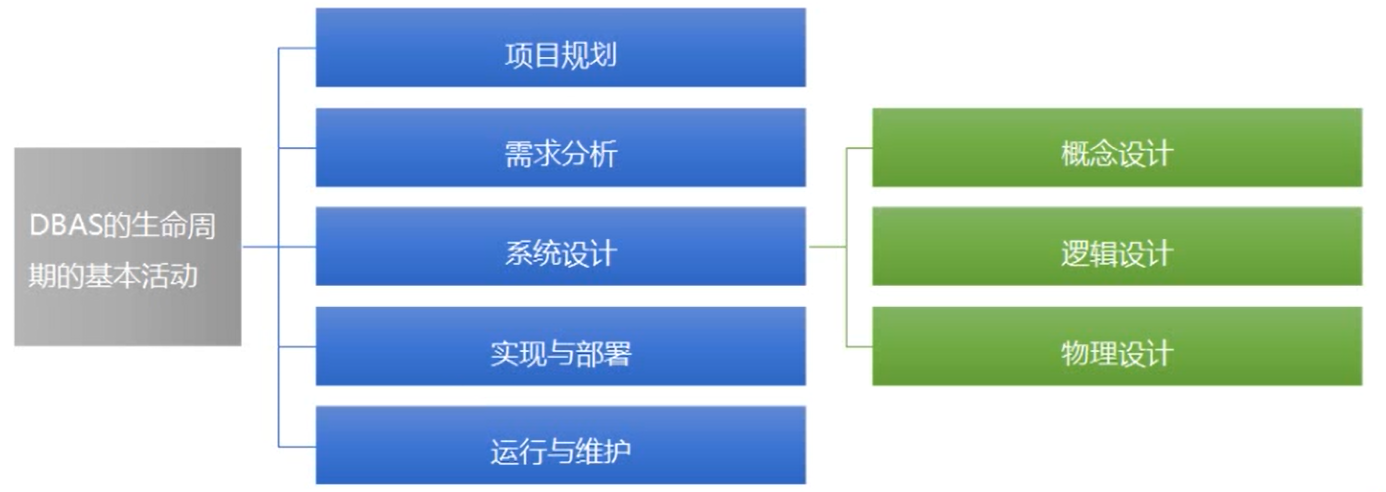 DBAS的生命周
期的基本活动
项目规划
需求分析
系统设计
实现与部署
运行与维护
概念设计
逻辑设计
物理设计